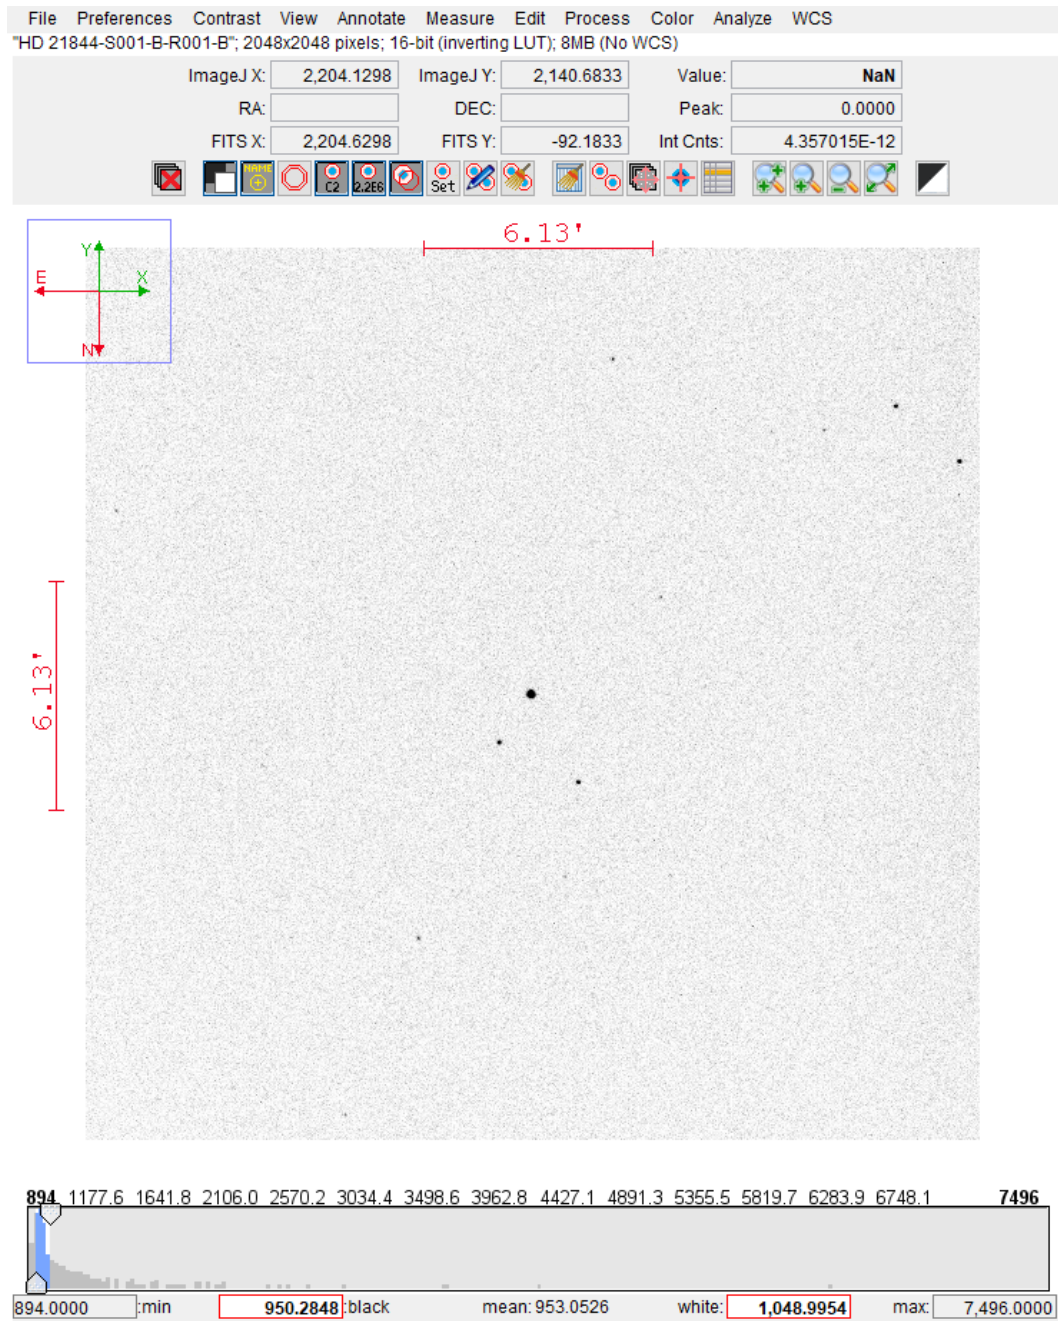 File Preferences Contrast View Annotate Measure Edit Process Color Analyze WCS
"HD 21844-S001-B-R001-B"; 2048x2048 pixels; 16-bit (inverting LUT); 8MB (No WCS)
ImageJ X: 2,204.1298 ImageJ Y: 2,140.6833 Value: NaN
RA: DEC: Peak: 0.0000
FITS X: 2,204.6298 FITS Y: -92.1833 Int Cnts: 4.357015E-12
NAME C2 2.2E6 Set
6.13'
Y
E X
N
6.13'
894 1177.6 1641.8 2106.0 2570.2 3034.4 3498.6 3962.8 4427.1 4891.3 5355.5 5819.7 6283.9 6748.1 7496
894.0000 :min 950.2848 :black mean: 953.0526 white: 1,048.9954 max: 7,496.0000